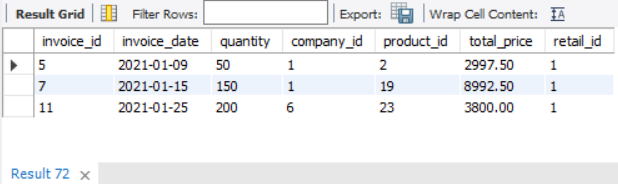 Result Grid Filter Rows: Export: Wrap Cell Content:
invoice_id invoice_date quantity company_id product_id total_price retail_id
5 2021-01-09 50 1 2 2997.50 1
7 2021-01-15 150 1 19 8992.50 1
11 2021-01-25 200 6 23 3800.00 1
Result 72 ×